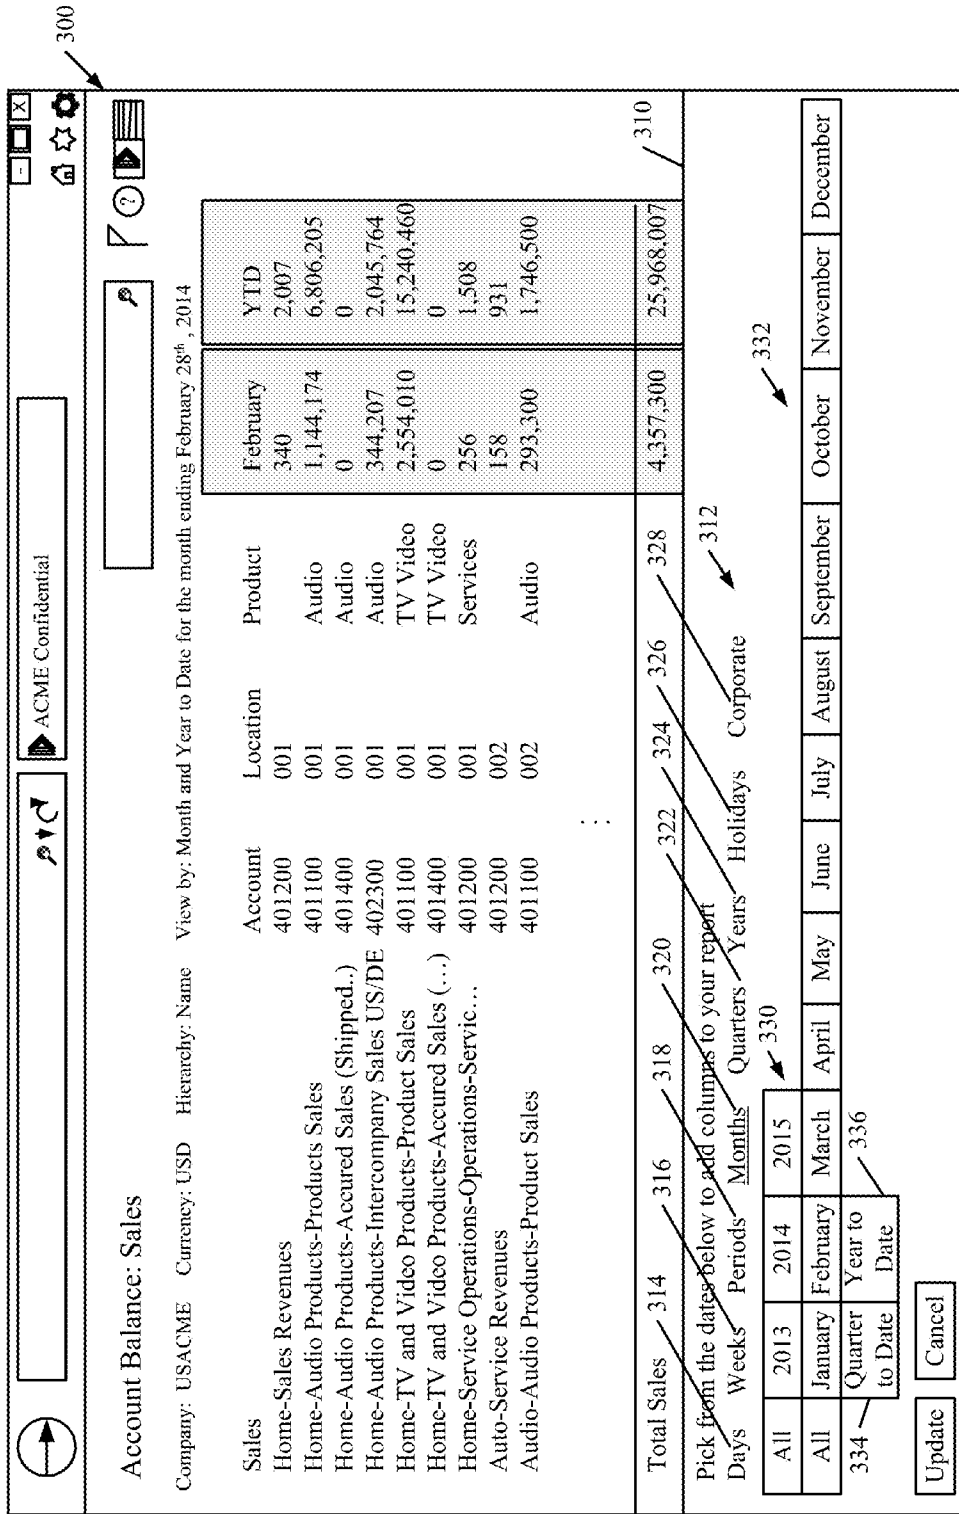 300
- X
ACME Confidential
?
Account Balance: Sales
Company: USACME Currency: USD Hierarchy: Name View by: Month and Year to Date for the month ending February 28th , 2014
Sales Account Location Product February YTD
Home-Sales Revenues 401200 001 340 2,007
Home-Audio Products-Products Sales 401100 001 Audio 1,144,174 6,806,205
Home-Audio Products-Accured Sales (Shipped..) 401400 001 Audio 0 0
Home-Audio Products-Intercompany Sales US/DE 402300 001 Audio 344,207 2,045,764
Home-TV and Video Products-Product Sales 401100 001 TV Video 2,554,010 15,240,460
Home-TV and Video Products-Accured Sales (…) 401400 001 TV Video 0 0
Home-Service Operations-Operations-Servic… 401200 001 Services 256 1,508
Auto-Service Revenues 401200 002 158 931
Audio-Audio Products-Product Sales 401100 002 Audio 293,300 1,746,500
⋮
Total Sales 4,357,300 25,968,007
310
314 316 318 320 322 324 326 328
Pick from the dates below to add columns to your report
Days Weeks Periods Months Quarters Years Holidays Corporate
312
330
332
All 2013 2014 2015
All January February March April May June July August September October November December
334
Quarter to Date
Year to Date
336
Update Cancel